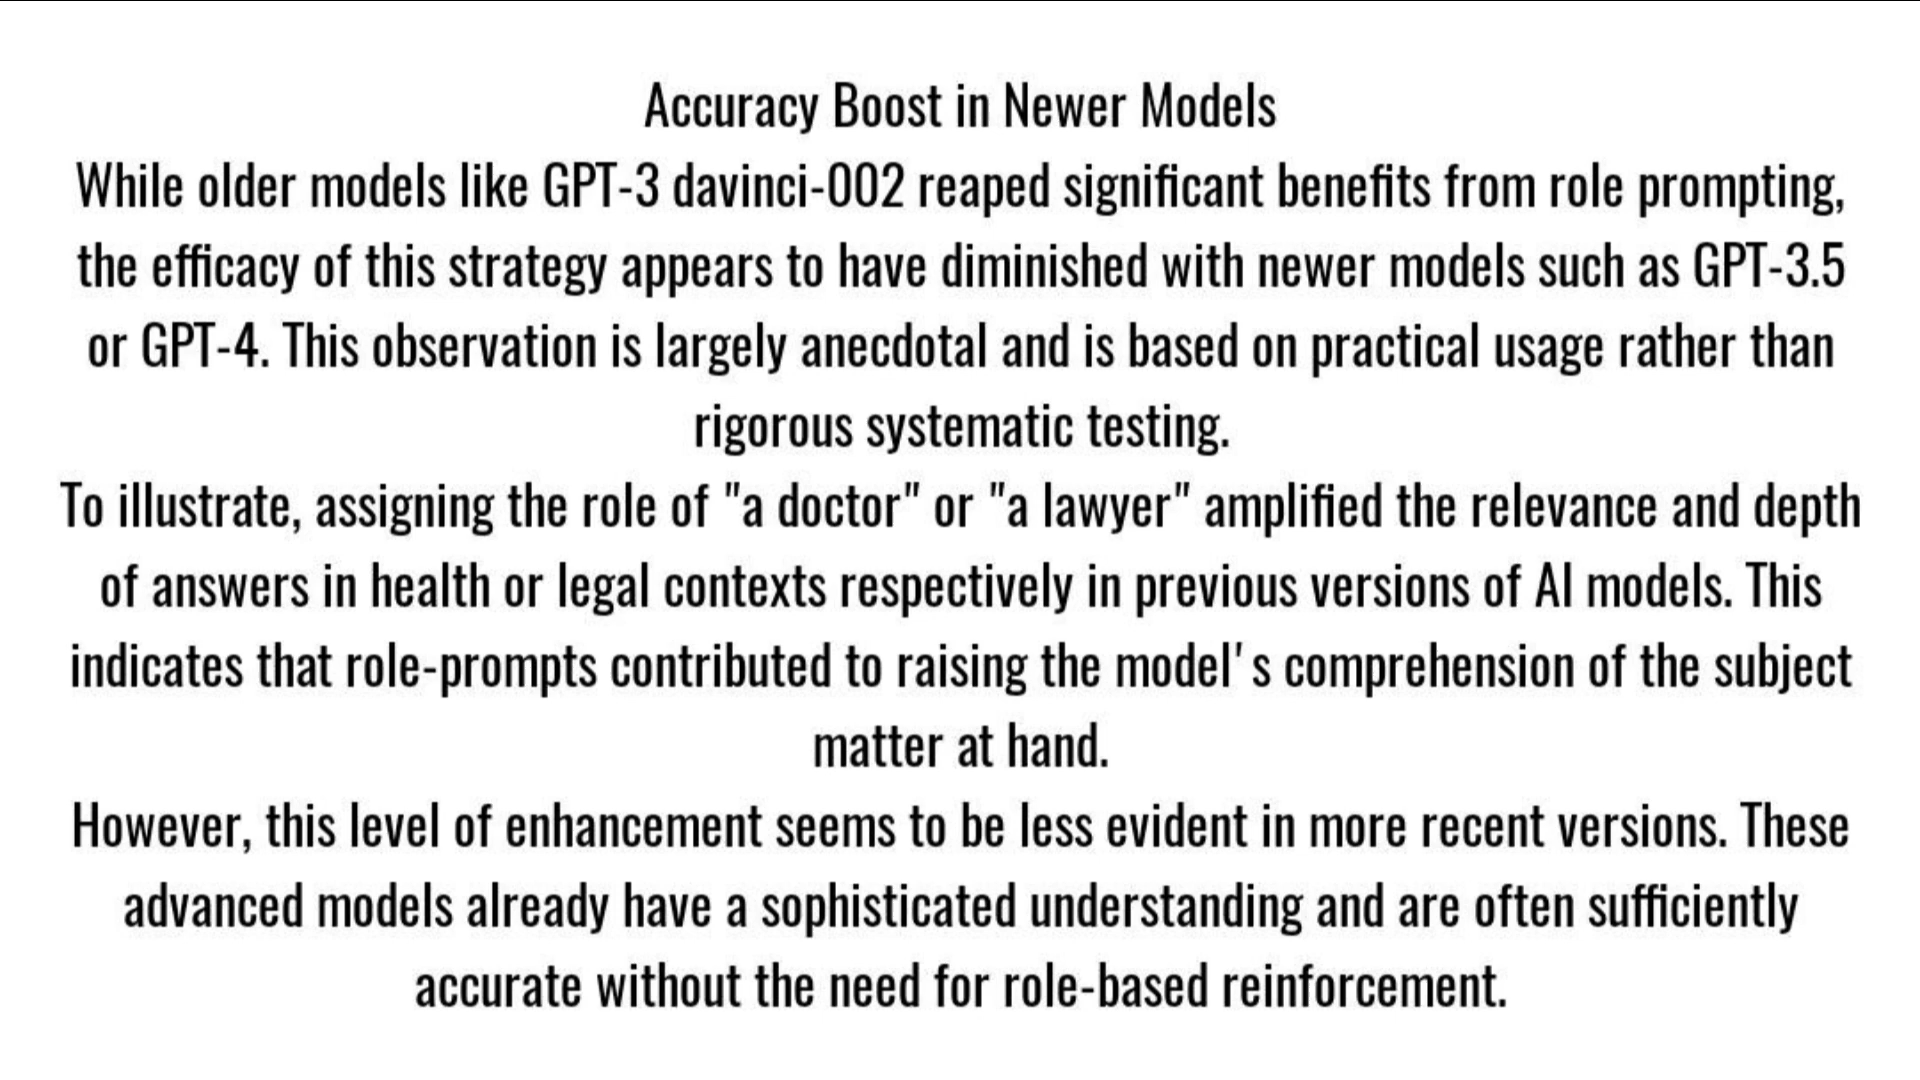 Accuracy Boost in Newer Models
While older models like GPT-3 davinci-002 reaped significant benefits from role prompting,
the efficacy of this strategy appears to have diminished with newer models such as GPT-3.5
or GPT-4. This observation is largely anecdotal and is based on practical usage rather than
rigorous systematic testing.
To illustrate, assigning the role of "a doctor" or "a lawyer" amplified the relevance and depth
of answers in health or legal contexts respectively in previous versions of AI models. This
indicates that role-prompts contributed to raising the model's comprehension of the subject
matter at hand.
However, this level of enhancement seems to be less evident in more recent versions. These
advanced models already have a sophisticated understanding and are often sufficiently
accurate without the need for role-based reinforcement.